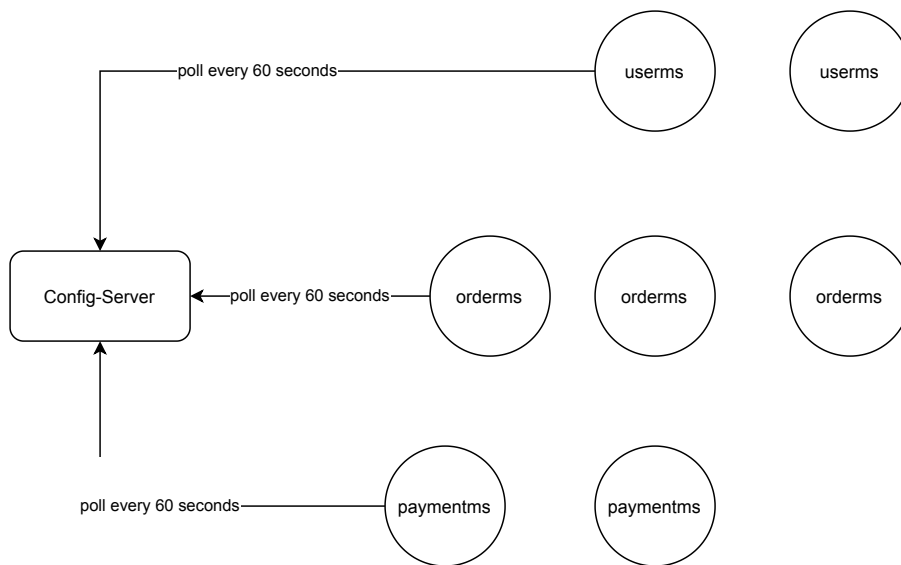 poll every 60 seconds
userms
userms
Config-Server
poll every 60 seconds
orderms
orderms
orderms
poll every 60 seconds
paymentms
paymentms